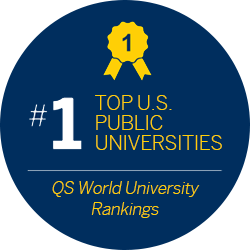 1
#1
TOP U.S.
PUBLIC
UNIVERSITIES
QS World University
Rankings